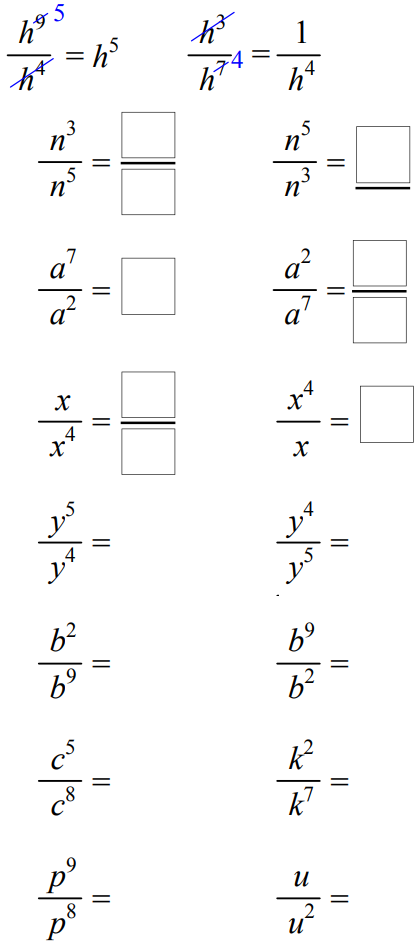 h⁹ 5 / h⁴ = h⁵    h³ / h⁷ 4 = 1 / h⁴
n³ / n⁵ =    n⁵ / n³ =
a⁷ / a² =    a² / a⁷ =
x / x⁴ =    x⁴ / x =
y⁵ / y⁴ =    y⁴ / y⁵ =
b² / b⁹ =    b⁹ / b² =
c⁵ / c⁸ =    k² / k⁷ =
p⁹ / p⁸ =    u / u² =